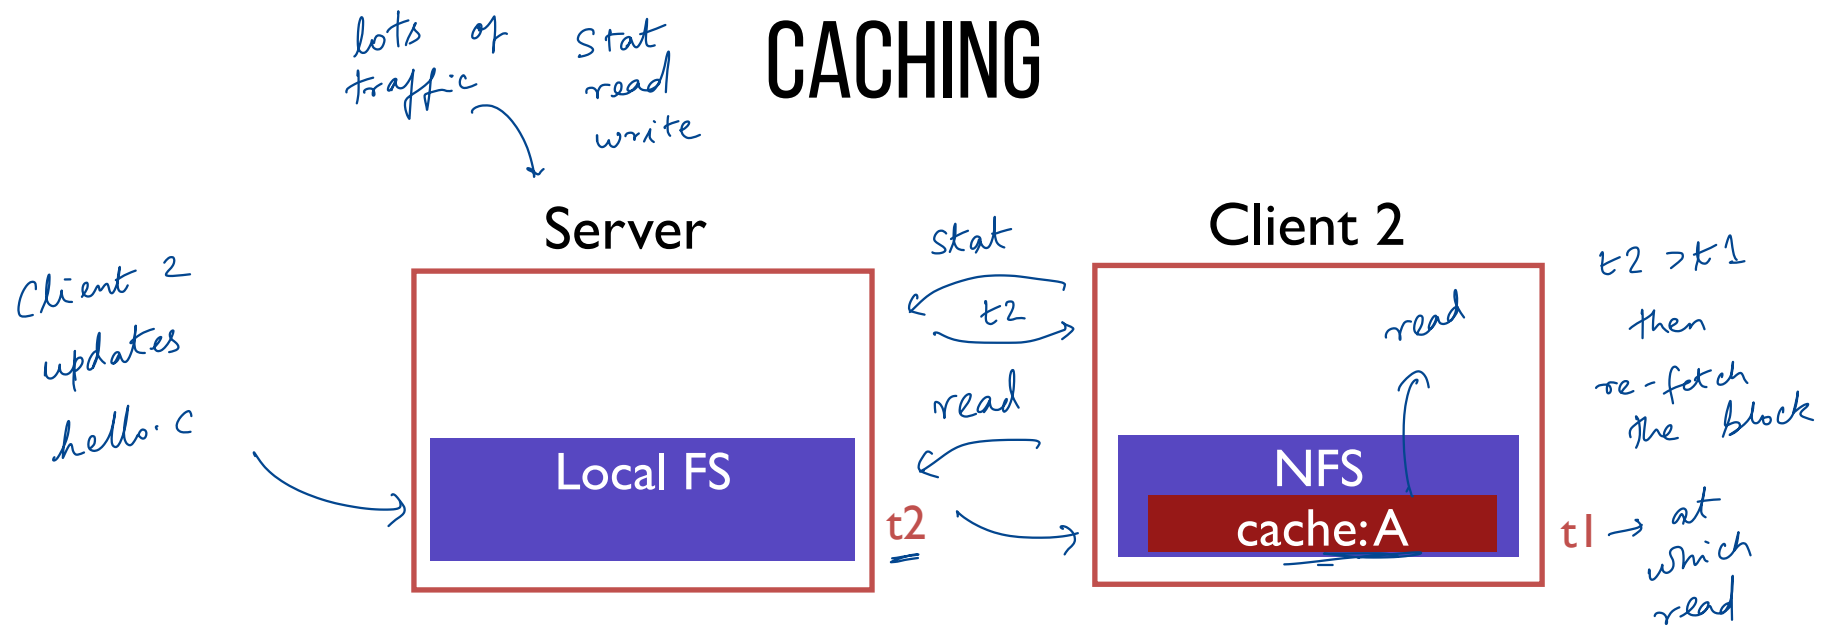 CACHING
lots of
traffic
stat
read
write
Server
Client 2
Client 2
updates
hello.c
stat
t2
read
Local FS
t2
read
NFS
cache:A
t2 > t1
then
re-fetch
the block
t1 → at
which
read